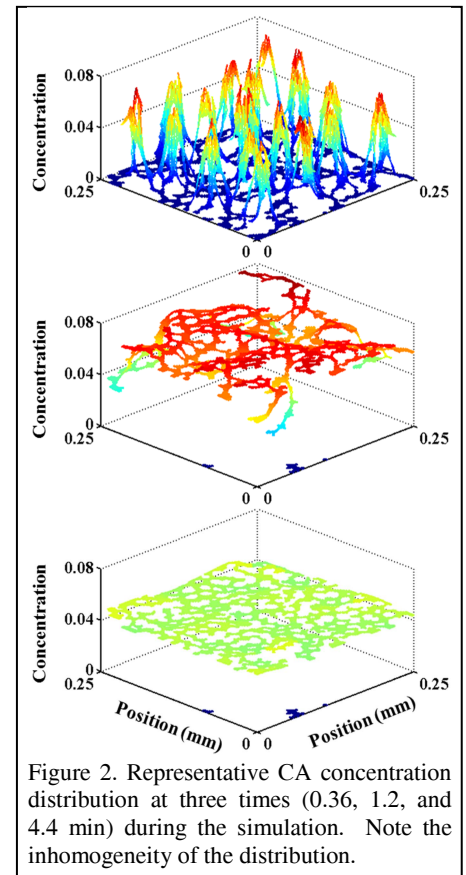 0.08
0.04
0
Concentration
0.25
0.25
0 0
0.08
0.04
0
Concentration
0.25
0.25
0 0
0.08
0.04
0
Concentration
0.25
0.25
0 0
Position (mm)
Position (mm)
Figure 2. Representative CA concentration
distribution at three times (0.36, 1.2, and
4.4 min) during the simulation. Note the
inhomogeneity of the distribution.